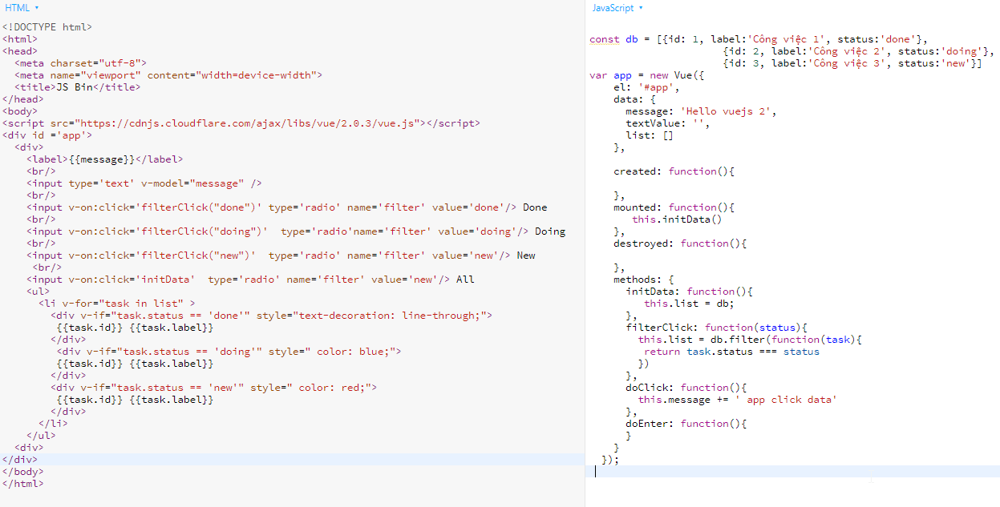 HTML ▾
<!DOCTYPE html>
<html>
<head>
  <meta charset="utf-8">
  <meta name="viewport" content="width=device-width">
  <title>JS Bin</title>
</head>
<body>
<script src="https://cdnjs.cloudflare.com/ajax/libs/vue/2.0.3/vue.js"></script>
<div id ='app'>
  <div>
    <label>{{message}}</label>
    <br/>
    <input type='text' v-model="message" />
    <br/>
    <input v-on:click='filterClick("done")' type='radio' name='filter' value='done'/> Done
    <br/>
    <input v-on:click='filterClick("doing")'  type='radio'name='filter' value='doing'/> Doing
    <br/>
    <input v-on:click='filterClick("new")'  type='radio' name='filter' value='new'/> New
     <br/>
    <input v-on:click='initData'  type='radio' name='filter' value='new'/> All
    <ul>
      <li v-for="task in list" >
        <div v-if="task.status == 'done'" style="text-decoration: line-through;">
         {{task.id}} {{task.label}}
        </div>
         <div v-if="task.status == 'doing'" style=" color: blue;">
         {{task.id}} {{task.label}}
        </div>
        <div v-if="task.status == 'new'" style=" color: red;">
         {{task.id}} {{task.label}}
        </div>
      </li>
    </ul>
  <div>
</div>
</body>
</html>
JavaScript ▾
const db = [{id: 1, label:'Công việc 1', status:'done'},
                      {id: 2, label:'Công việc 2', status:'doing'},
                      {id: 3, label:'Công việc 3', status:'new'}]
var app = new Vue({
    el: '#app',
    data: {
      message: 'Hello vuejs 2',
      textValue: '',
      list: []
    },
    created: function(){
    },
    mounted: function(){
       this.initData()
    },
    destroyed: function(){
    },
    methods: {
      initData: function(){
         this.list = db;
      },
      filterClick: function(status){
        this.list = db.filter(function(task){
         return task.status === status
        })
      },
      doClick: function(){
        this.message += ' app click data'
      },
      doEnter: function(){
      }
    }
  });